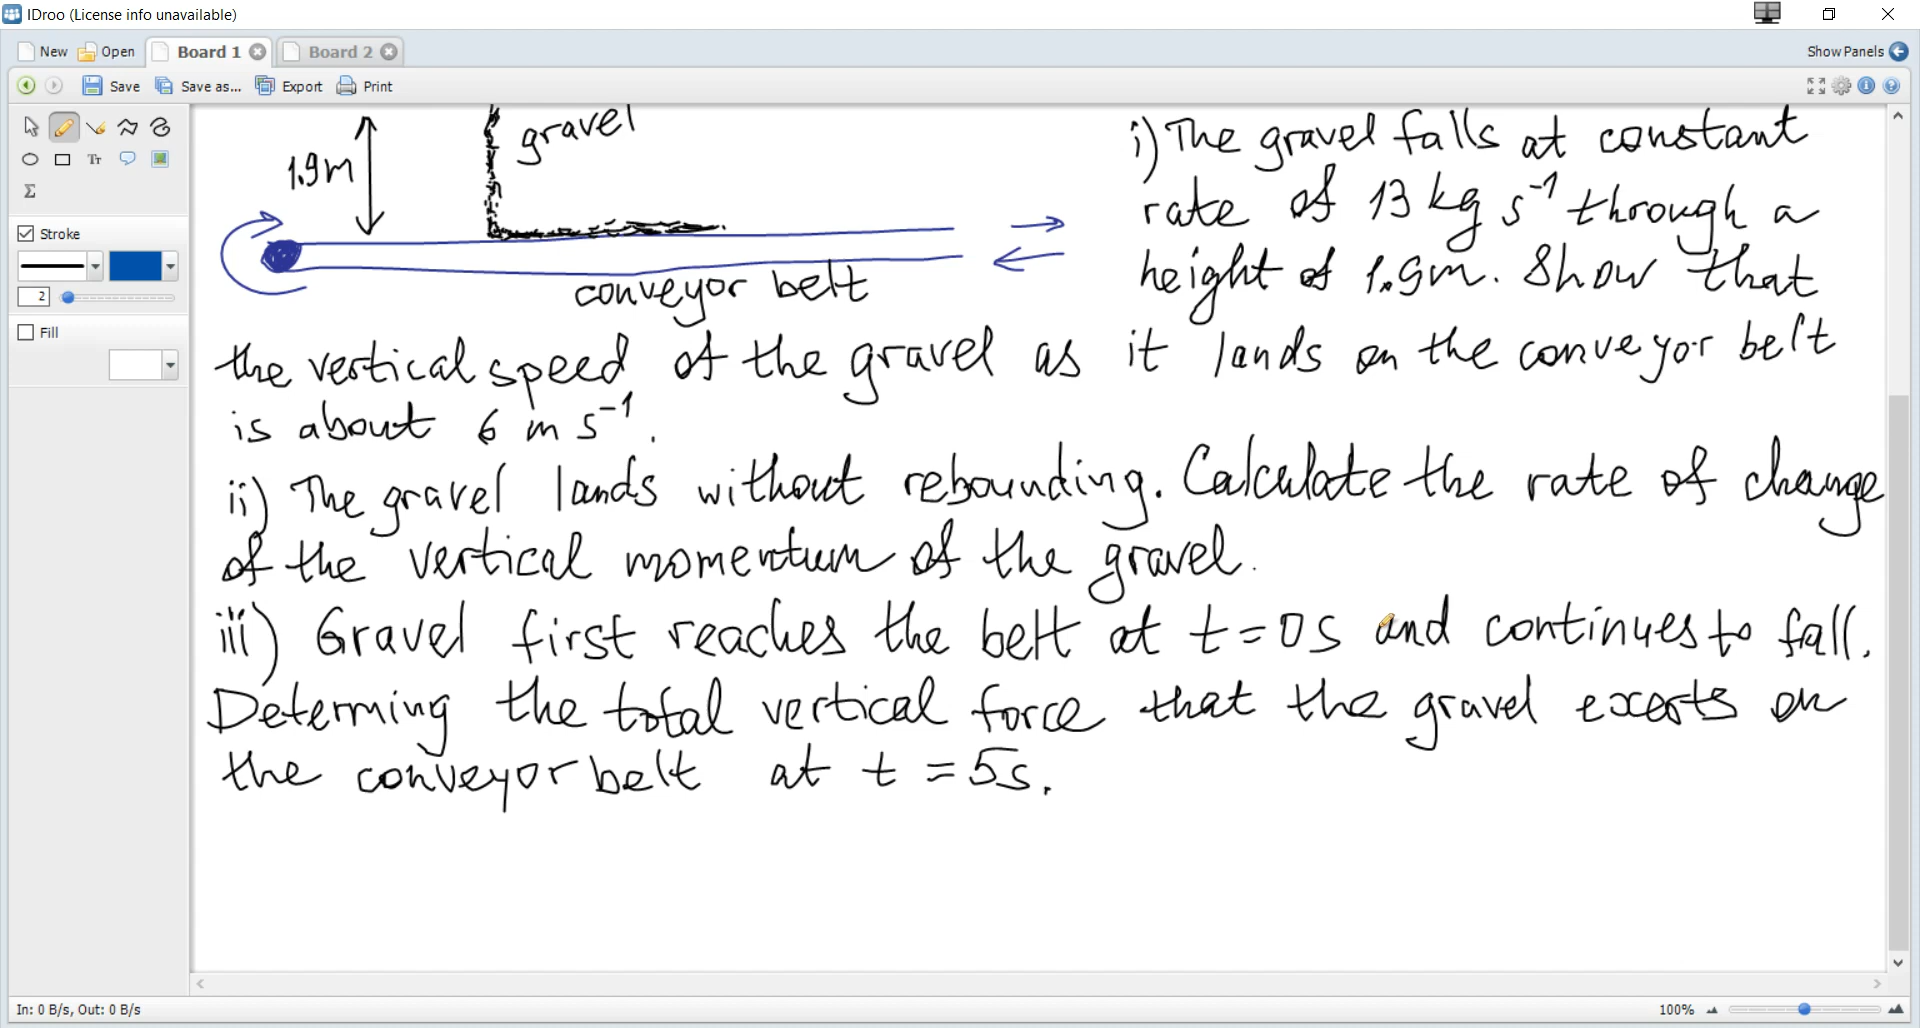 IDroo (License info unavailable)
New Open Board 1 Board 2 Show Panels
Save Save as... Export Print
gravel
1.9m
conveyor belt
i) The gravel falls at constant
rate of 13 kg s⁻¹ through a
height of 1.9m. Show that
the vertical speed of the gravel as it lands on the conveyor belt
is about 6 m s⁻¹.
ii) The gravel lands without rebounding. Calculate the rate of change
of the vertical momentum of the gravel.
iii) Gravel first reaches the belt at t=0s and continues to fall.
Determing the total vertical force that the gravel exerts on
the conveyor belt at t = 5s.
Tr
Σ
Stroke
2
Fill
In: 0 B/s, Out: 0 B/s
100%